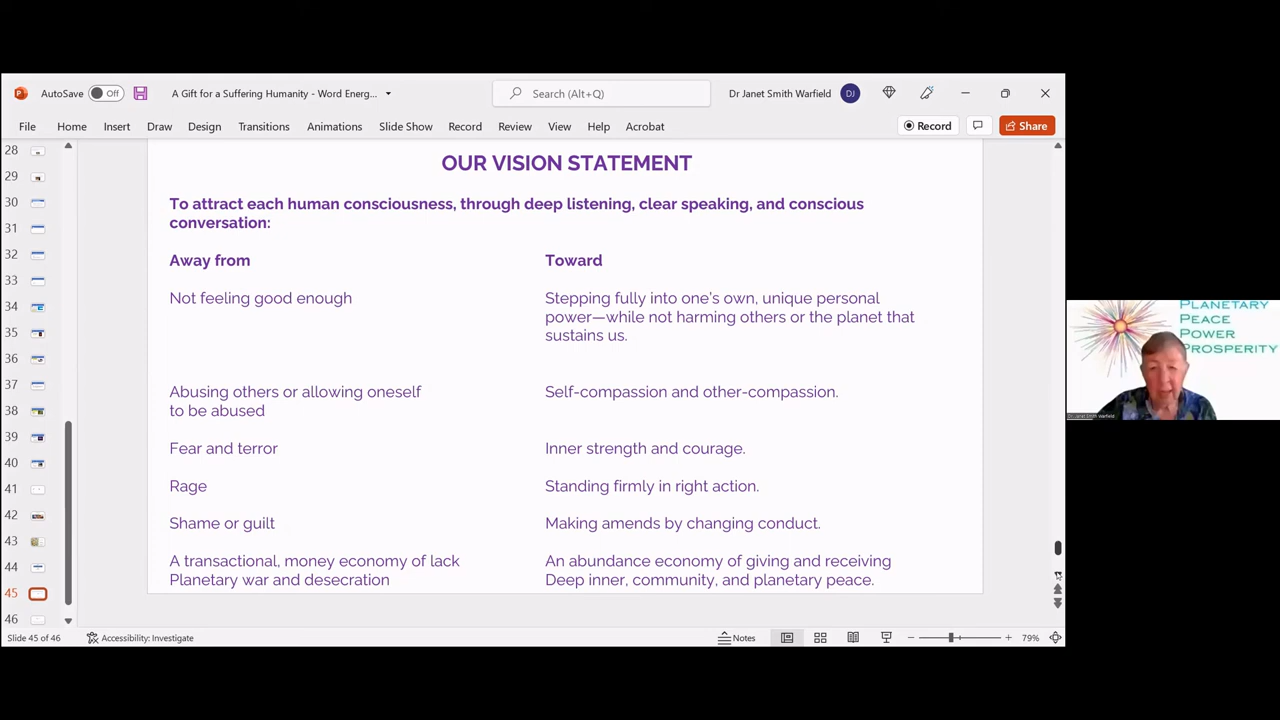 AutoSave Off A Gift for a Suffering Humanity - Word Energ... Search (Alt+Q) Dr Janet Smith Warfield DJ
File Home Insert Draw Design Transitions Animations Slide Show Record Review View Help Acrobat Record Share
28
29
30
31
32
33
34
35
36
37
38
39
40
41
42
43
44
45
46
OUR VISION STATEMENT
To attract each human consciousness, through deep listening, clear speaking, and conscious
conversation:
Away from Toward
Not feeling good enough Stepping fully into one's own, unique personal
power—while not harming others or the planet that
sustains us.
Abusing others or allowing oneself Self-compassion and other-compassion.
to be abused
Fear and terror Inner strength and courage.
Rage Standing firmly in right action.
Shame or guilt Making amends by changing conduct.
A transactional, money economy of lack An abundance economy of giving and receiving
Planetary war and desecration Deep inner, community, and planetary peace.
Slide 45 of 46 Accessibility: Investigate Notes 79%
PLANETARY
PEACE
POWER
PROSPERITY
Dr Janet Smith Warfield